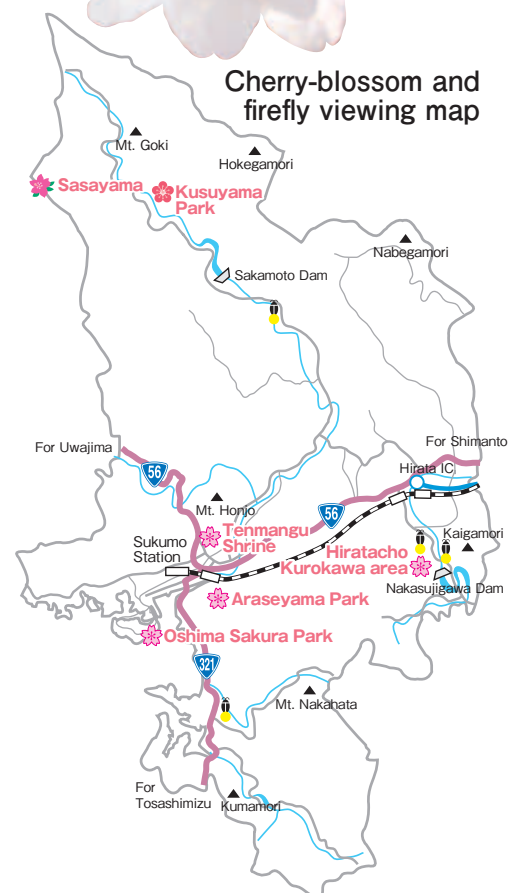 Cherry-blossom and
firefly viewing map
Mt. Goki
Hokegamori
Sasayama
Kusuyama
Park
Nabegamori
Sakamoto Dam
For Uwajima
For Shimanto
56
Hirata IC
Mt. Honjo
56
Tenmangu
Shrine
Sukumo
Station
Kaigamori
Hiratacho
Kurokawa area
Nakasujigawa Dam
Araseyama Park
Oshima Sakura Park
321
Mt. Nakahata
For
Tosashimizu
Kumamori